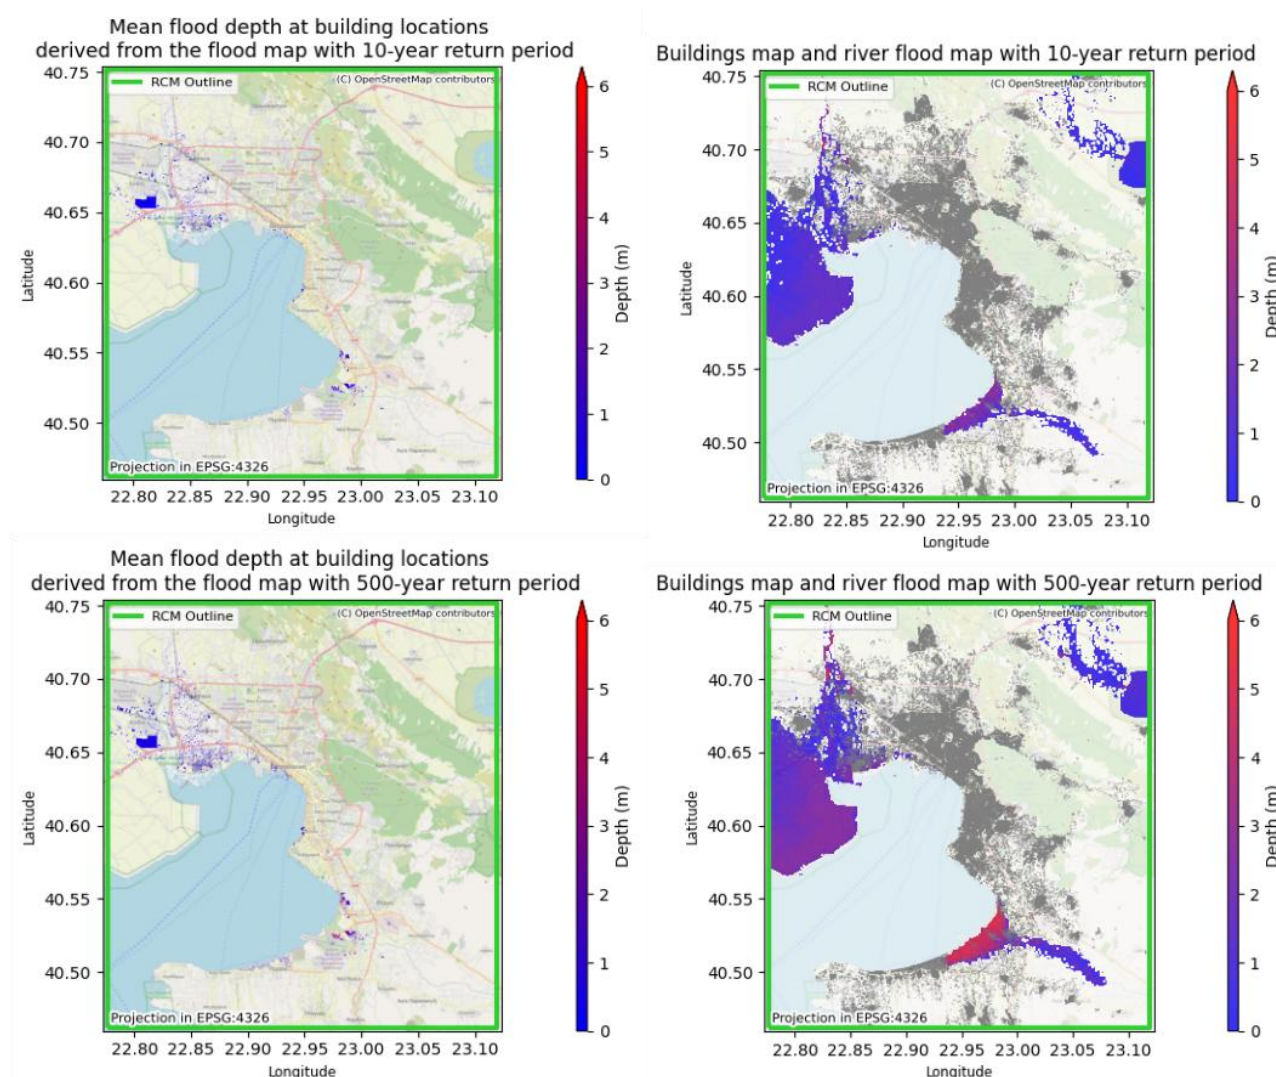 Mean flood depth at building locations
derived from the flood map with 10-year return period
RCM Outline
(C) OpenStreetMap contributors
40.75
40.70
40.65
40.60
40.55
40.50
Latitude
Projection in EPSG:4326
22.80 22.85 22.90 22.95 23.00 23.05 23.10
Longitude
6
5
4
3
2
1
0
Depth (m)
Buildings map and river flood map with 10-year return period
RCM Outline
(C) OpenStreetMap contributors
40.75
40.70
40.65
40.60
40.55
40.50
Latitude
Projection in EPSG:4326
22.80 22.85 22.90 22.95 23.00 23.05 23.10
Longitude
6
5
4
3
2
1
0
Depth (m)
Mean flood depth at building locations
derived from the flood map with 500-year return period
RCM Outline
(C) OpenStreetMap contributors
40.75
40.70
40.65
40.60
40.55
40.50
Latitude
Projection in EPSG:4326
22.80 22.85 22.90 22.95 23.00 23.05 23.10
Longitude
6
5
4
3
2
1
0
Depth (m)
Buildings map and river flood map with 500-year return period
RCM Outline
(C) OpenStreetMap contributors
40.75
40.70
40.65
40.60
40.55
40.50
Latitude
Projection in EPSG:4326
22.80 22.85 22.90 22.95 23.00 23.05 23.10
Longitude
6
5
4
3
2
1
0
Depth (m)